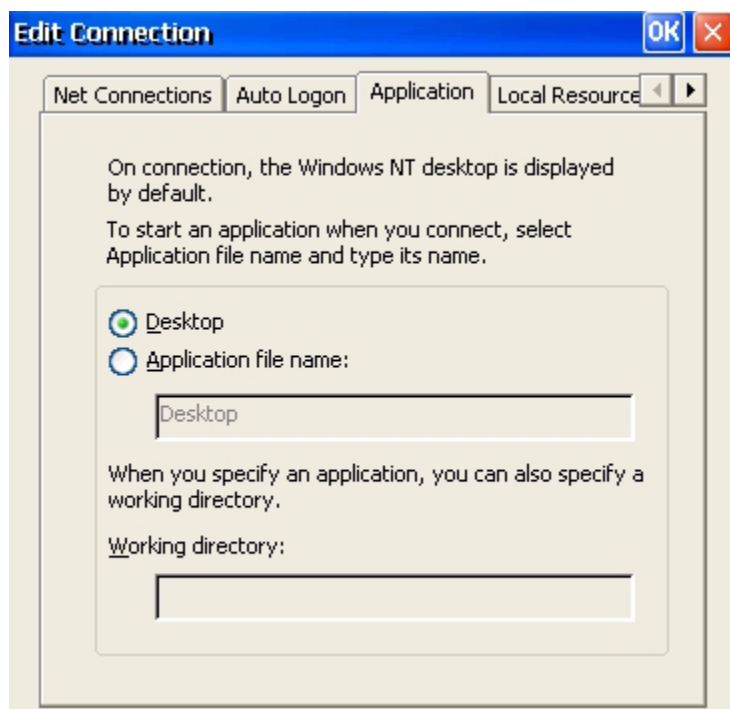 Edit Connection OK
Net Connections Auto Logon Application Local Resource
On connection, the Windows NT desktop is displayed
by default.
To start an application when you connect, select
Application file name and type its name.
Desktop
Application file name:
Desktop
When you specify an application, you can also specify a
working directory.
Working directory: